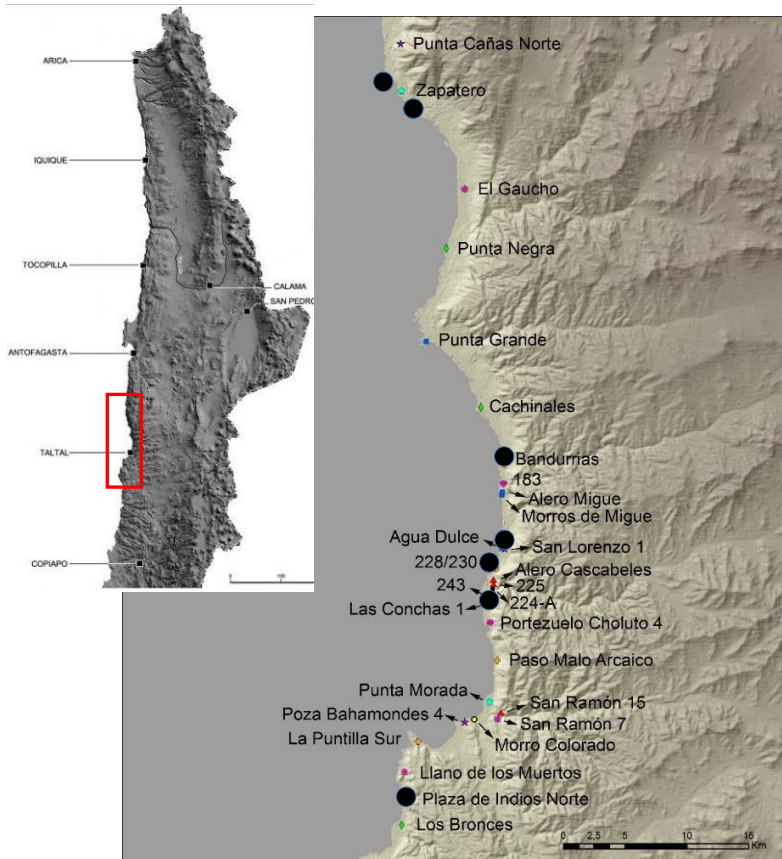 ARICA
IQUIQUE
TOCOPILLA
CALAMA
SAN PEDRO
ANTOFAGASTA
TALTAL
COPIAPO
0 100
Punta Cañas Norte
Zapatero
El Gaucho
Punta Negra
Punta Grande
Cachinales
Bandurrias
183
Alero Migue
Morros de Migue
Agua Dulce
San Lorenzo 1
228/230
Alero Cascabeles
243
225
224-A
Las Conchas 1
Portezuelo Choluto 4
Paso Malo Arcaico
Punta Morada
San Ramón 15
Poza Bahamondes 4
San Ramón 7
Morro Colorado
La Puntilla Sur
Llano de los Muertos
Plaza de Indios Norte
Los Bronces
0 2,5 5 10 15
Km